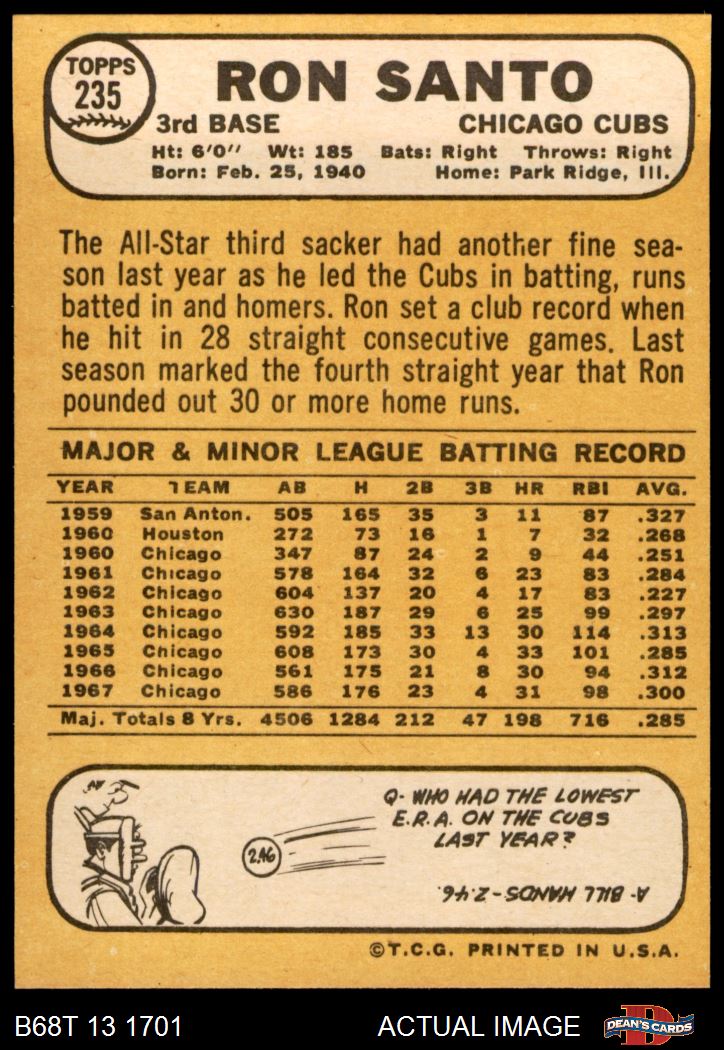 TOPPS
235
RON SANTO
3rd BASE CHICAGO CUBS
Ht: 6'0" Wt: 185 Bats: Right Throws: Right
Born: Feb. 25, 1940 Home: Park Ridge, Ill.
The All-Star third sacker had another fine sea-
son last year as he led the Cubs in batting, runs
batted in and homers. Ron set a club record when
he hit in 28 straight consecutive games. Last
season marked the fourth straight year that Ron
pounded out 30 or more home runs.
MAJOR & MINOR LEAGUE BATTING RECORD
YEAR TEAM AB H 2B 3B HR RBI AVG.
1959 San Anton. 505 165 35 3 11 87 .327
1960 Houston 272 73 16 1 7 32 .268
1960 Chicago 347 87 24 2 9 44 .251
1961 Chicago 578 164 32 6 23 83 .284
1962 Chicago 604 137 20 4 17 83 .227
1963 Chicago 630 187 29 6 25 99 .297
1964 Chicago 592 185 33 13 30 114 .313
1965 Chicago 608 173 30 4 33 101 .285
1966 Chicago 561 175 21 8 30 94 .312
1967 Chicago 586 176 23 4 31 98 .300
Maj. Totals 8 Yrs. 4506 1284 212 47 198 716 .285
Q- WHO HAD THE LOWEST
E.R.A. ON THE CUBS
LAST YEAR?
2.46
A- BILL HANDS-2.46.
©T.C.G. PRINTED IN U.S.A.
B68T 13 1701 ACTUAL IMAGE D DEAN'S CARDS